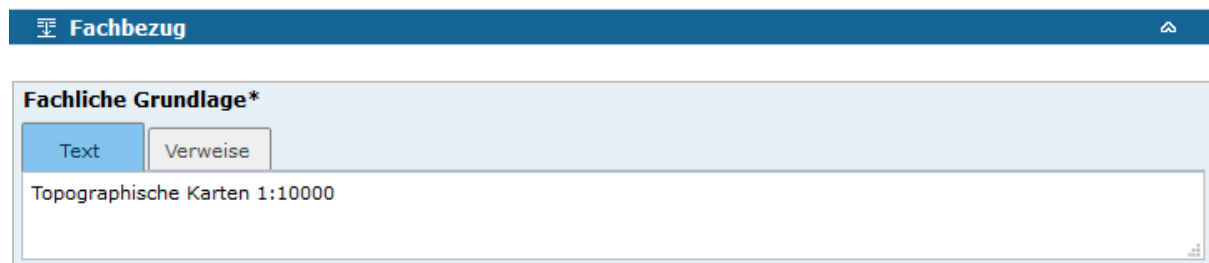 Fachbezug
Fachliche Grundlage*
Text Verweise
Topographische Karten 1:10000